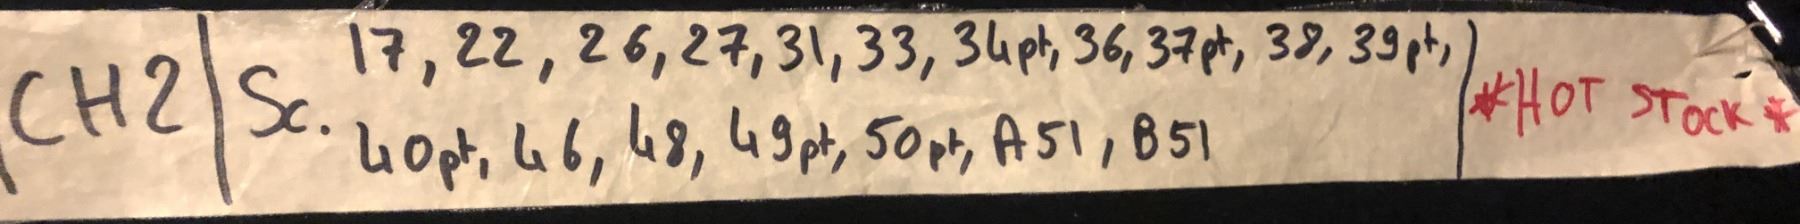 CH2 | Sc. 17, 22, 26, 27, 31, 33, 34pt, 36, 37pt, 38, 39pt,
40pt, 46, 48, 49pt, 50pt, A51, B51
*HOT STOCK*